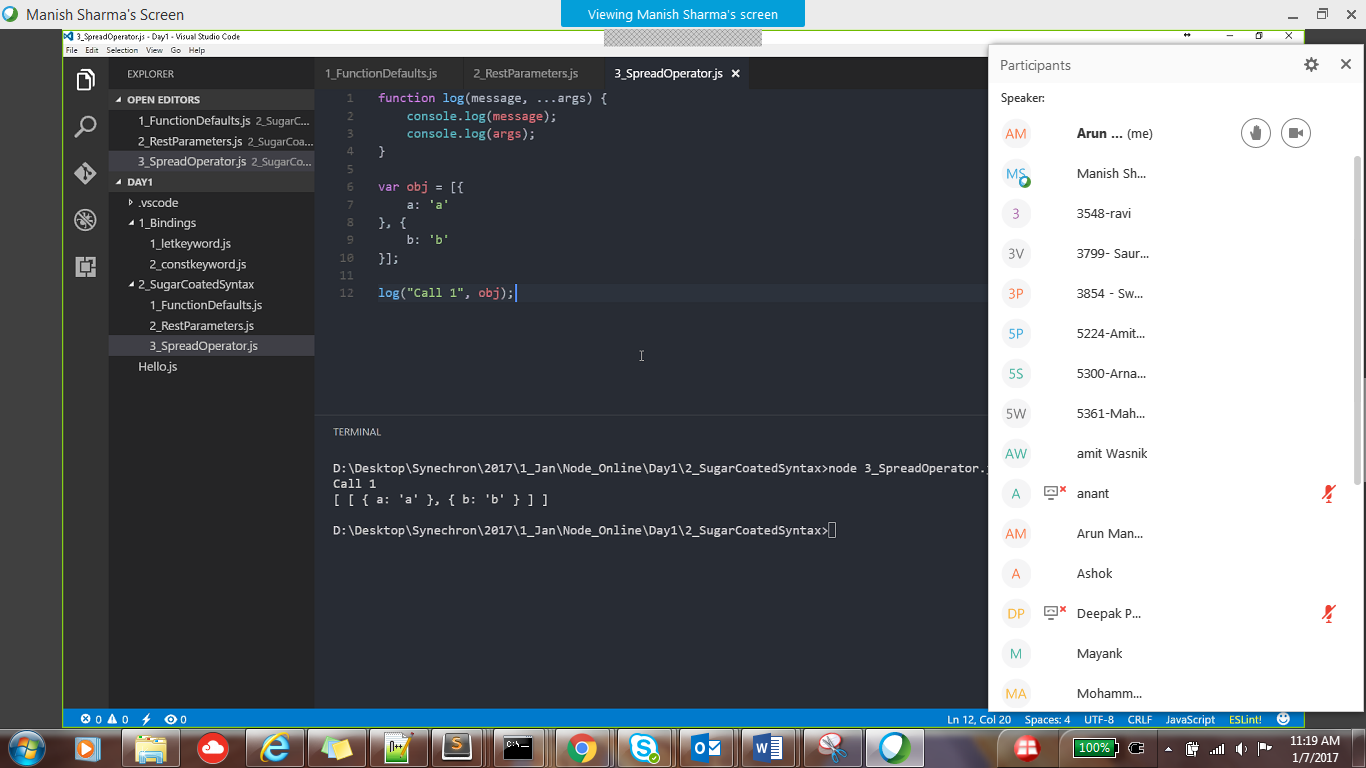 Manish Sharma's Screen
Viewing Manish Sharma's screen
3_SpreadOperator.js - Day1 - Visual Studio Code
File Edit Selection View Go Help
EXPLORER
OPEN EDITORS
1_FunctionDefaults.js 2_SugarC...
2_RestParameters.js 2_SugarCoa...
3_SpreadOperator.js 2_SugarCo...
DAY1
.vscode
1_Bindings
1_letkeyword.js
2_constkeyword.js
2_SugarCoatedSyntax
1_FunctionDefaults.js
2_RestParameters.js
3_SpreadOperator.js
Hello.js
1_FunctionDefaults.js 2_RestParameters.js 3_SpreadOperator.js
1 function log(message, ...args) {
2 console.log(message);
3 console.log(args);
4 }
5
6 var obj = [{
7 a: 'a'
8 }, {
9 b: 'b'
10 }];
11
12 log("Call 1", obj);
TERMINAL
D:\Desktop\Synechron\2017\1_Jan\Node_Online\Day1\2_SugarCoatedSyntax>node 3_SpreadOperator.
Call 1
[ [ { a: 'a' }, { b: 'b' } ] ]
D:\Desktop\Synechron\2017\1_Jan\Node_Online\Day1\2_SugarCoatedSyntax>
Participants
Speaker:
AM Arun ... (me)
MS Manish Sh...
3 3548-ravi
3V 3799- Saur...
3P 3854 - Sw...
5P 5224-Amit...
5S 5300-Arna...
5W 5361-Mah...
AW amit Wasnik
A anant
AM Arun Man...
A Ashok
DP Deepak P...
M Mayank
MA Mohamm...
0 0 0
Ln 12, Col 20 Spaces: 4 UTF-8 CRLF JavaScript ESLint!
100%
11:19 AM
1/7/2017